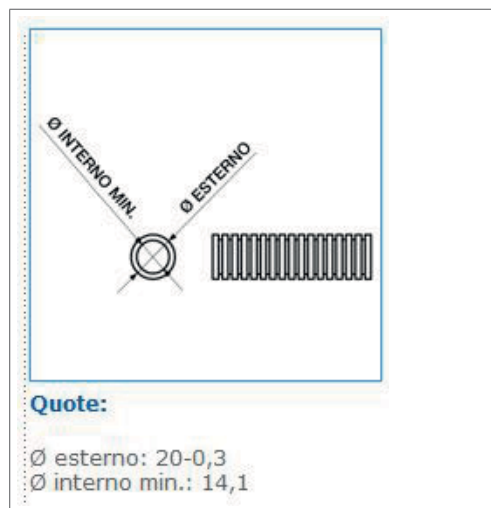 Ø INTERNO MIN.
Ø ESTERNO
Quote:
Ø esterno: 20-0,3
Ø interno min.: 14,1